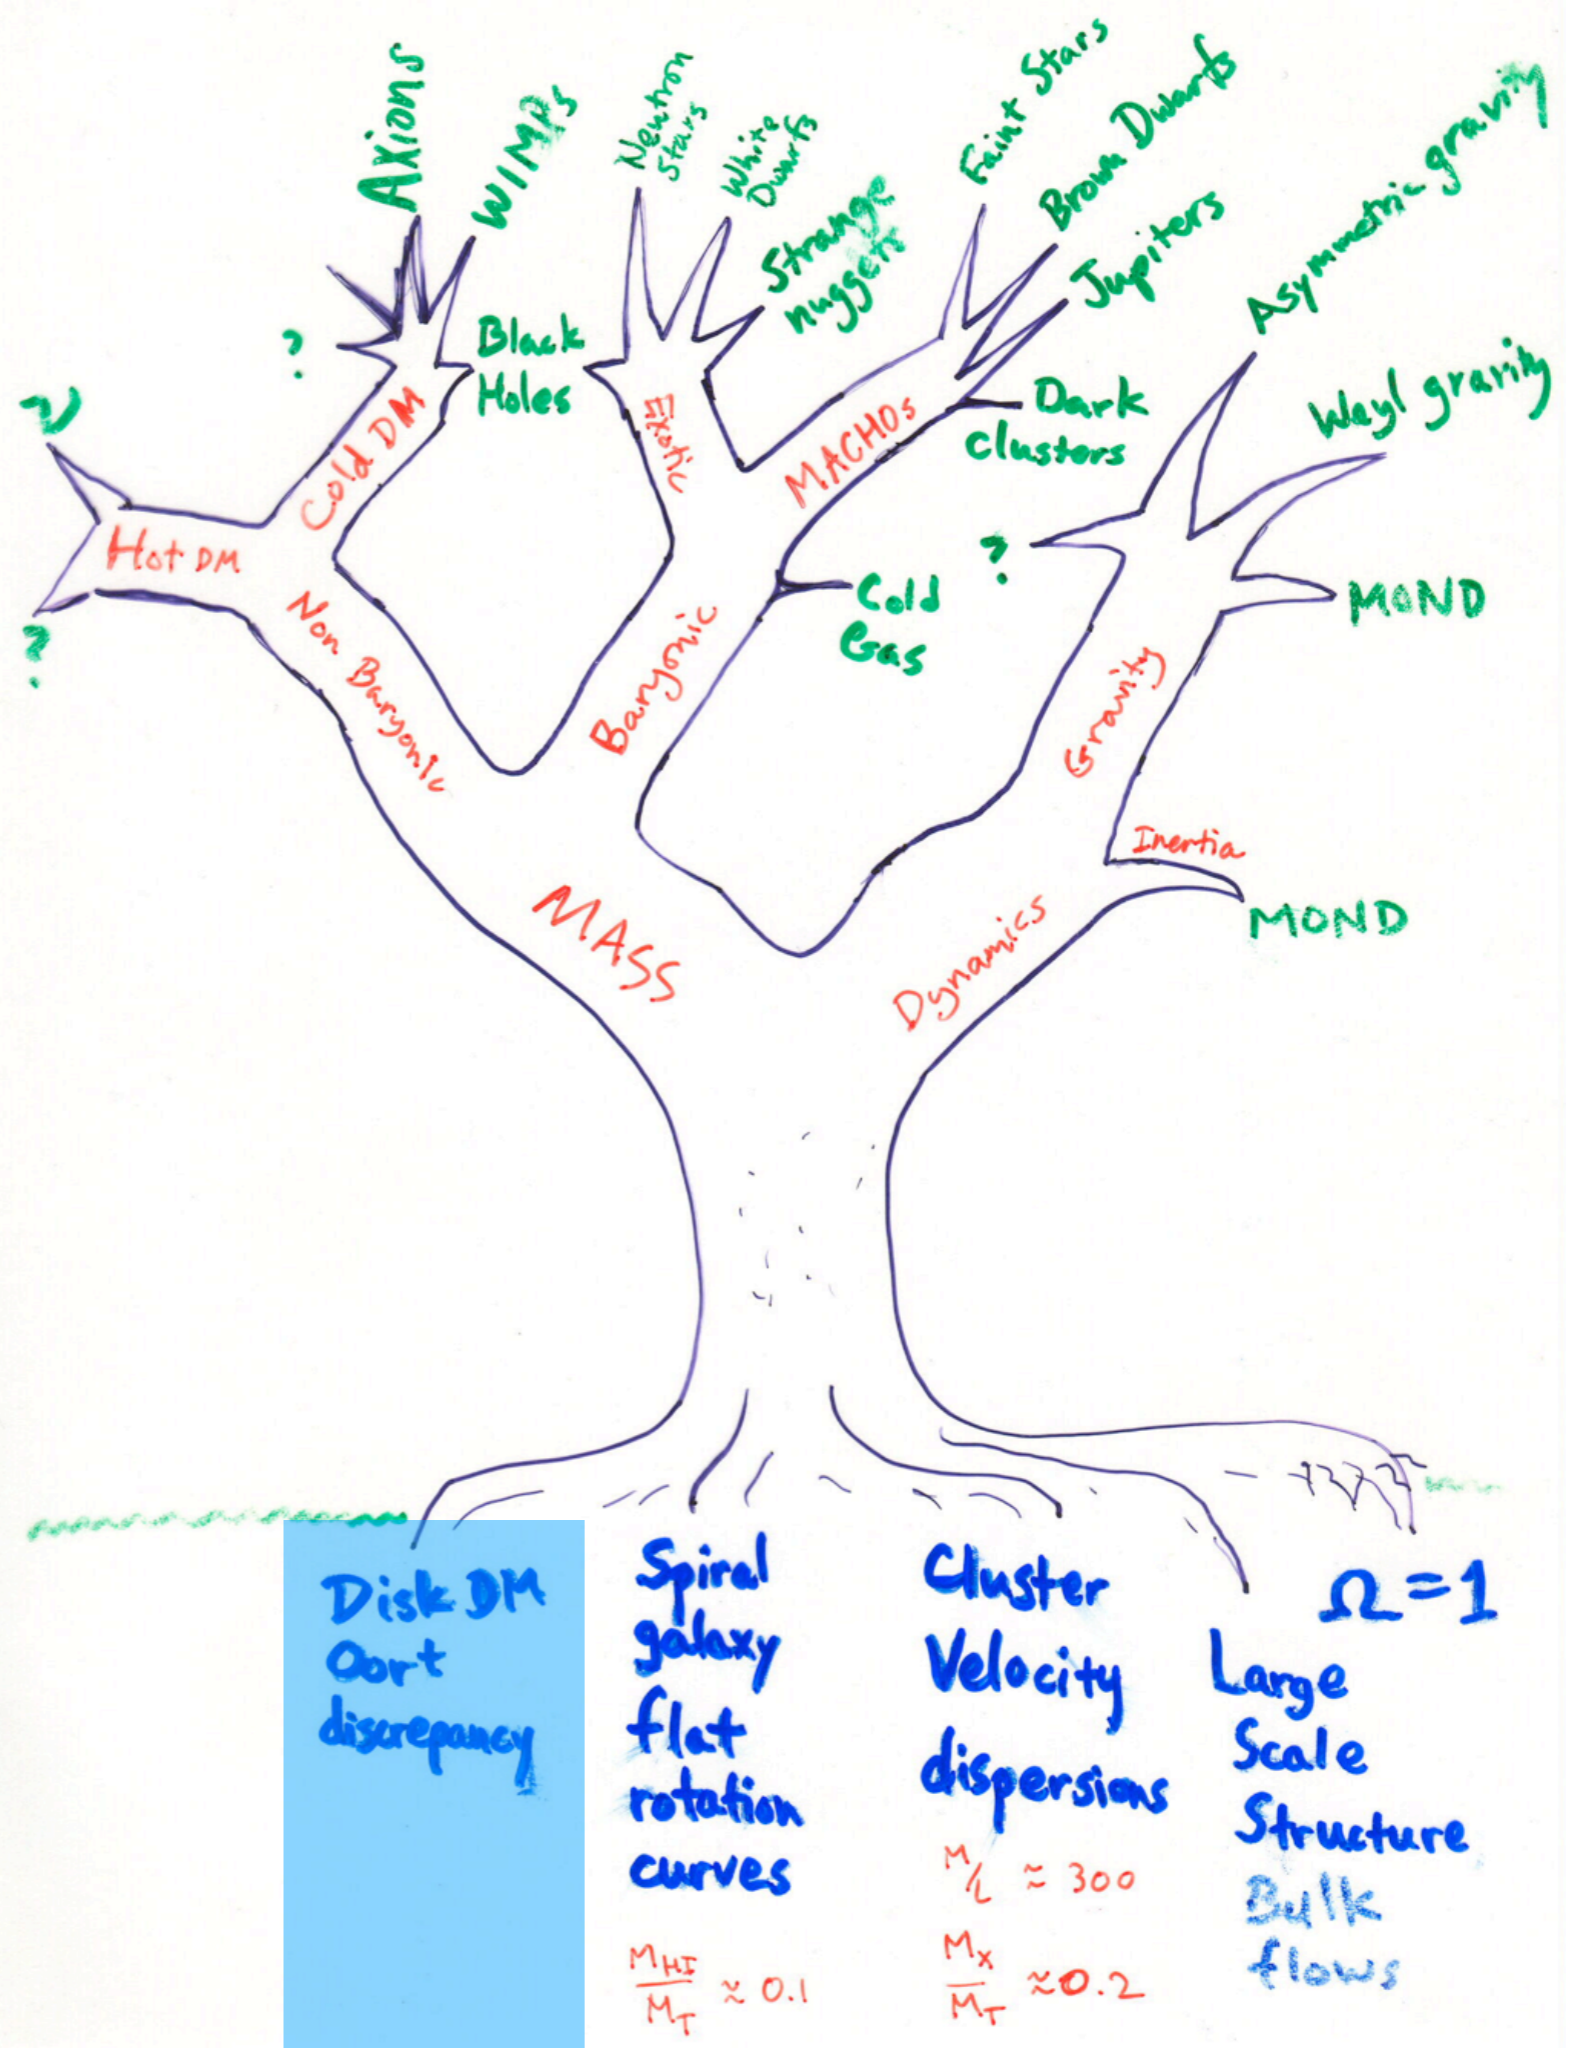 Axions
WIMPs
Neutron
Stars
White
Dwarfs
Strange
nuggets
Faint Stars
Brown Dwarfs
Jupiters
Asymmetric gravity
Weyl gravity
?
Black
Holes
Dark
clusters
ν
Cold DM
Exotic
MACHOs
Hot DM
?
?
Cold
Gas
MOND
Non Baryonic
Baryonic
Gravity
Inertia
MOND
MASS
Dynamics
Disk DM
Oort
discrepancy
Spiral
galaxy
flat
rotation
curves
M_HI/M_T ≈ 0.1
Cluster
Velocity
dispersions
M/L ≈ 300
M_X/M_T ≈ 0.2
Ω=1
Large
Scale
Structure
Bulk
flows